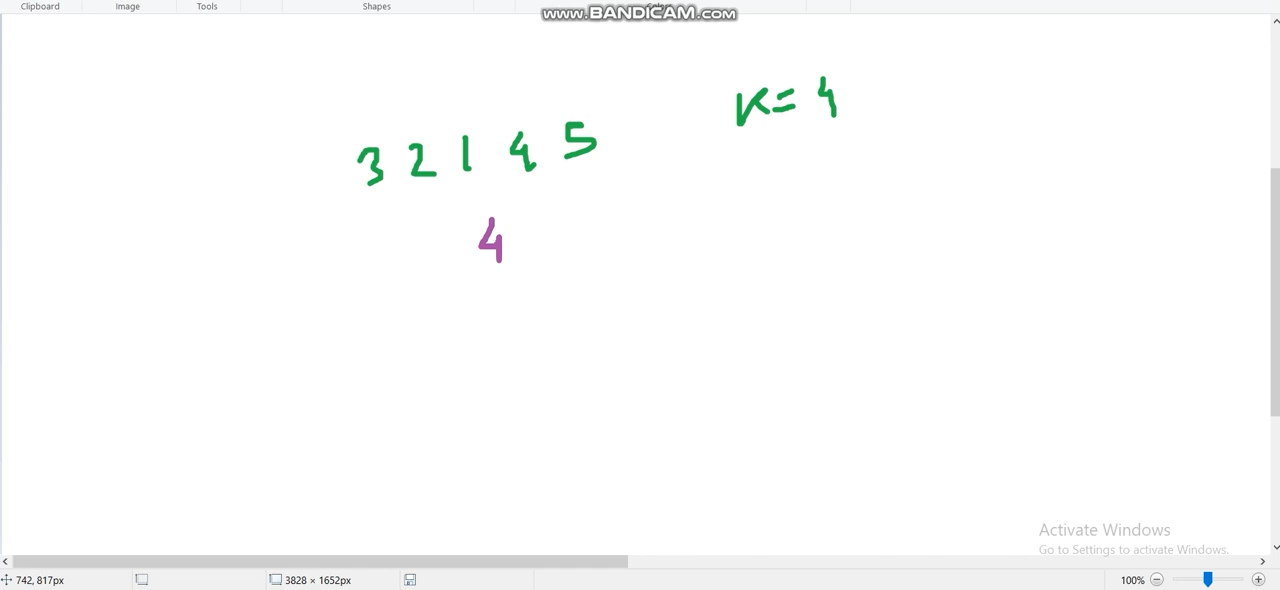 Clipboard Image Tools Shapes
www.BANDICAM.com
K= 4
3 2 1 4 5
4
Activate Windows
Go to Settings to activate Windows.
742, 817px 3828 × 1652px 100%